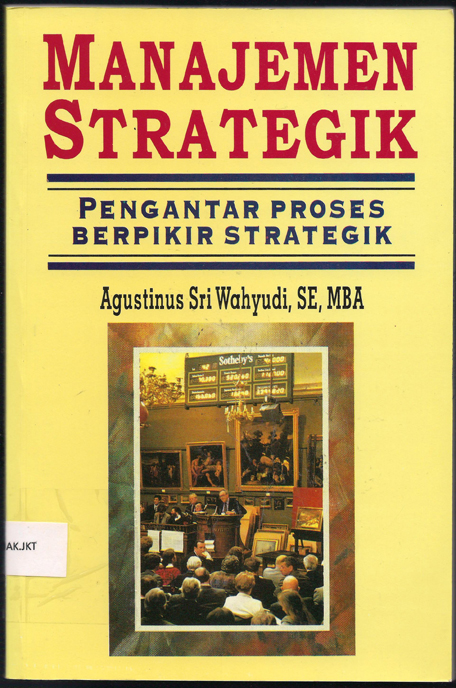 MANAJEMEN
STRATEGIK
PENGANTAR PROSES
BERPIKIR STRATEGIK
Agustinus Sri Wahyudi, SE, MBA
Sotheby's
AK.JKT